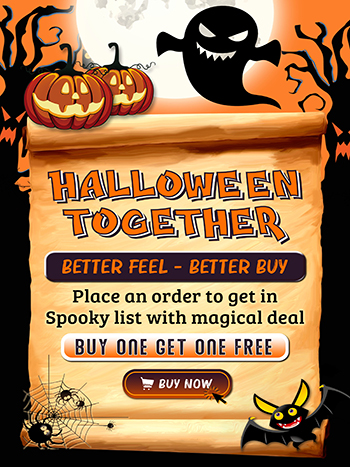 HALLOWEEN
TOGETHER
BETTER FEEL - BETTER BUY
Place an order to get in
Spooky list with magical deal
BUY ONE GET ONE FREE
BUY NOW